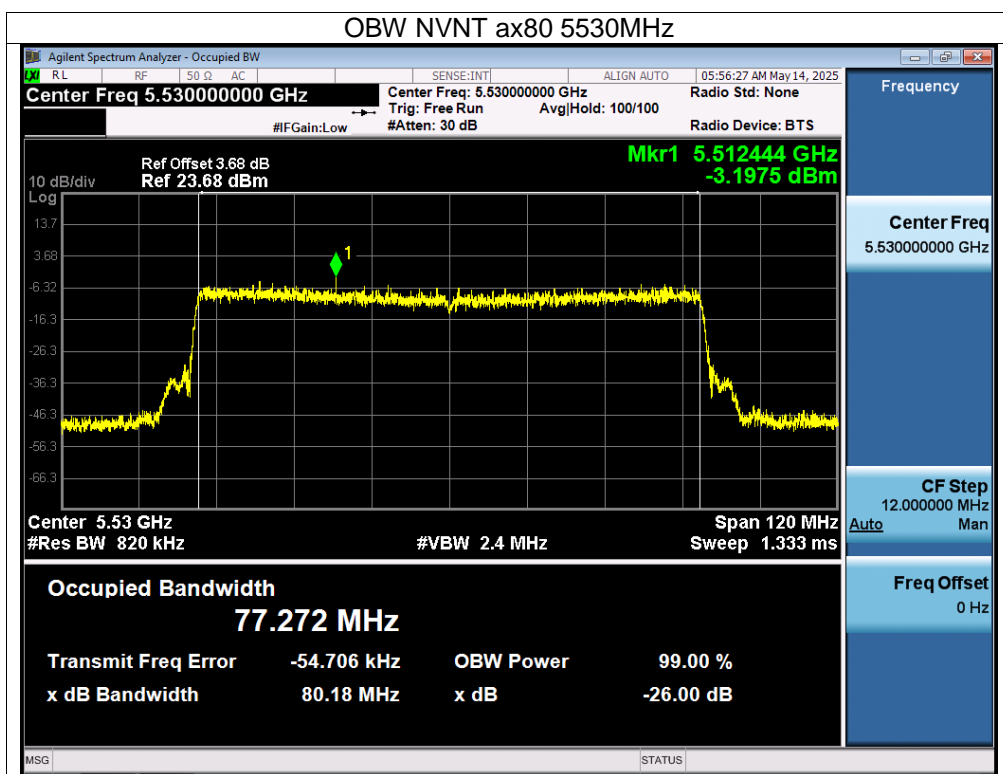 OBW NVNT ax80 5530MHz
Agilent Spectrum Analyzer - Occupied BW
LXI RL RF 50 Ω AC SENSE:INT ALIGN AUTO 05:56:27 AM May 14, 2025
Center Freq 5.530000000 GHz
Center Freq: 5.530000000 GHz Radio Std: None
Trig: Free Run Avg|Hold: 100/100
#IFGain:Low #Atten: 30 dB Radio Device: BTS
Mkr1 5.512444 GHz
-3.1975 dBm
Ref Offset 3.68 dB
10 dB/div Ref 23.68 dBm
Log
13.7
3.68
1
-6.32
-16.3
-26.3
-36.3
-46.3
-56.3
-66.3
Center 5.53 GHz Span 120 MHz
#Res BW 820 kHz #VBW 2.4 MHz Sweep 1.333 ms
Occupied Bandwidth
77.272 MHz
Transmit Freq Error -54.706 kHz OBW Power 99.00 %
x dB Bandwidth 80.18 MHz x dB -26.00 dB
Frequency
Center Freq
5.530000000 GHz
CF Step
12.000000 MHz
Auto Man
Freq Offset
0 Hz
MSG STATUS